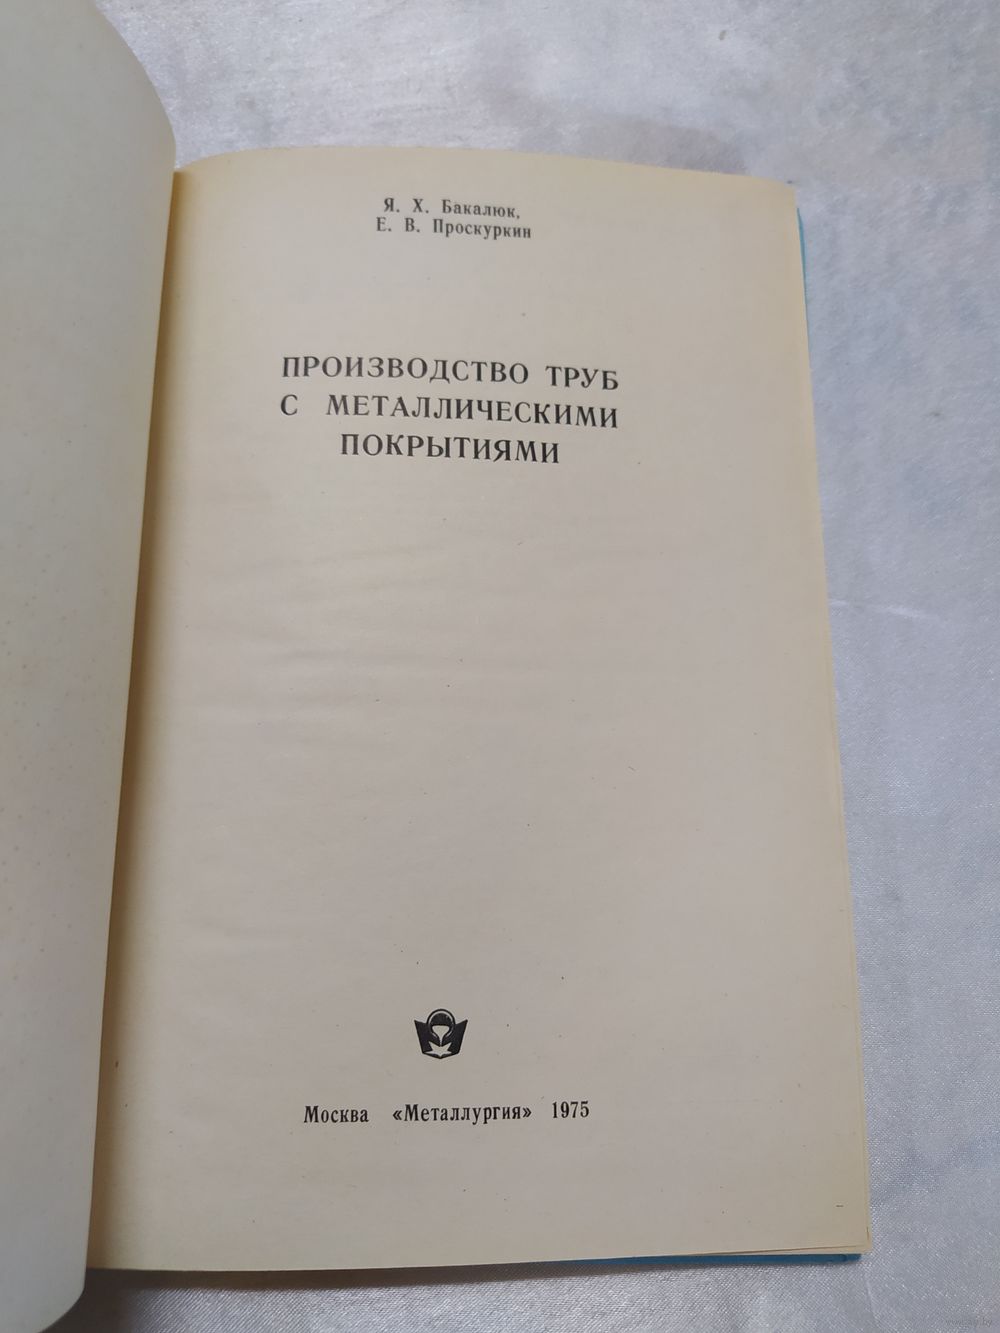 Я. Х. Бакалюк,
Е. В. Проскуркин
ПРОИЗВОДСТВО ТРУБ
С МЕТАЛЛИЧЕСКИМИ
ПОКРЫТИЯМИ
Москва «Металлургия» 1975